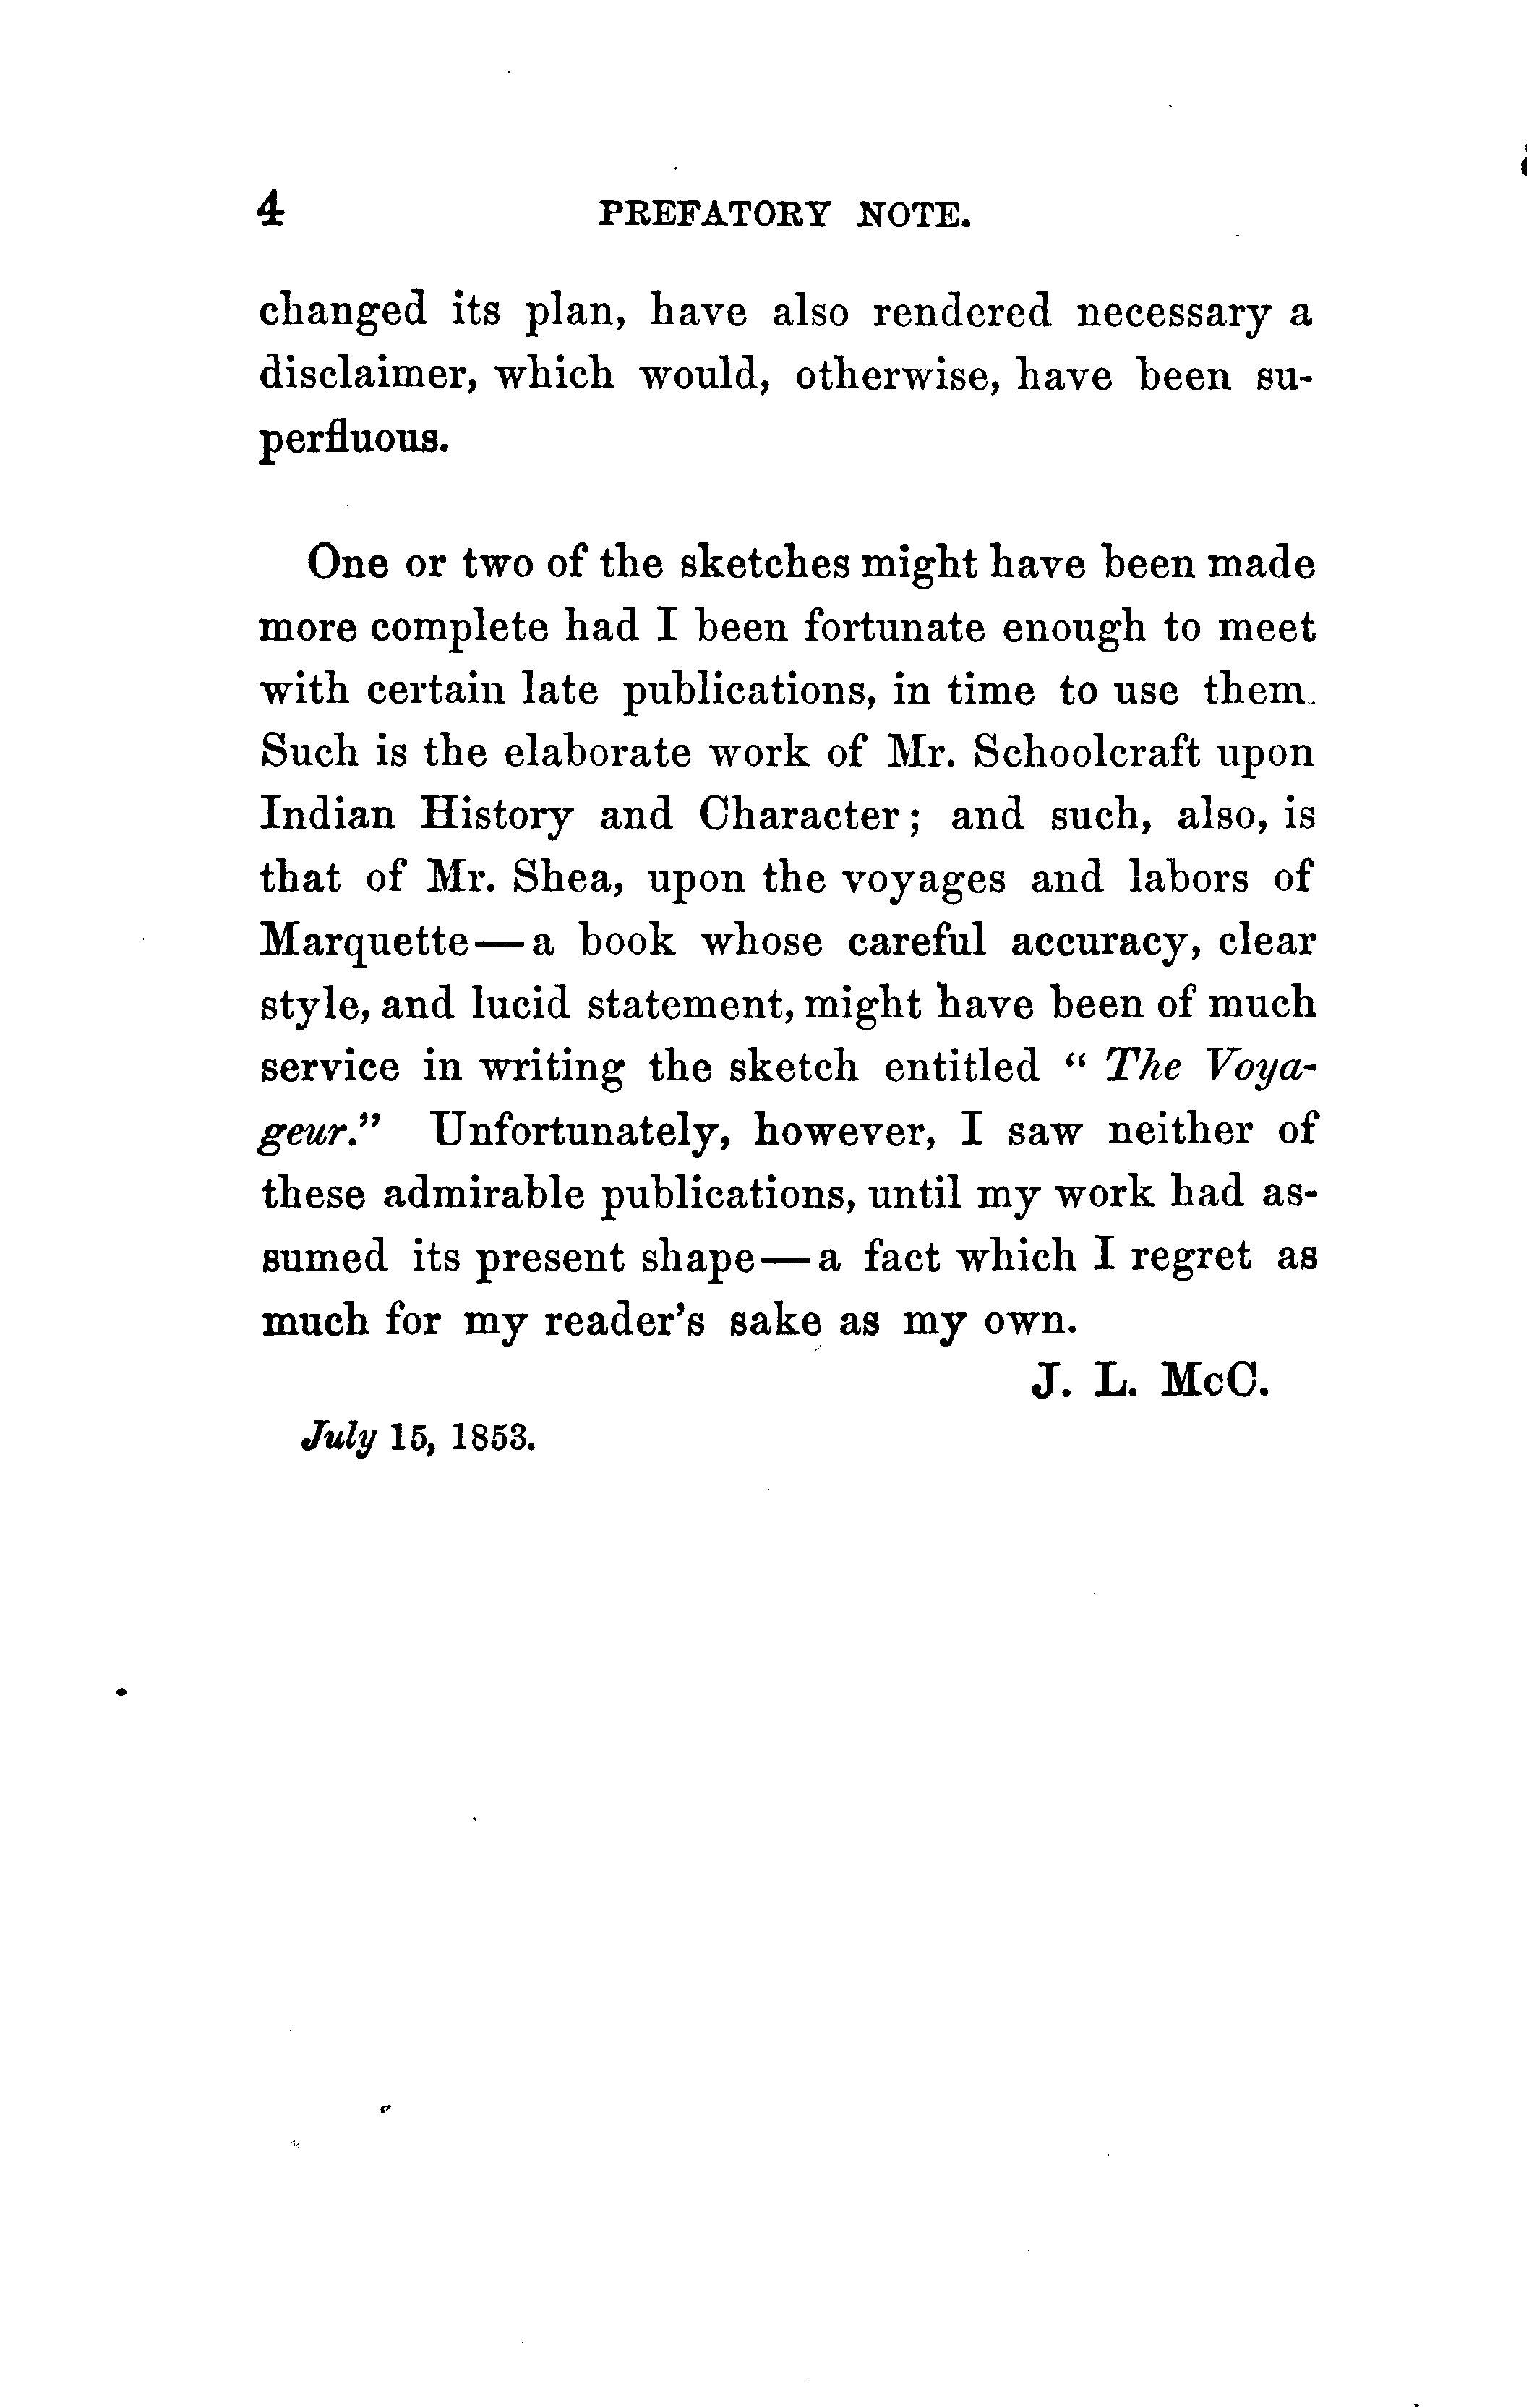 4 PREFATORY NOTE.
changed its plan, have also rendered necessary a
disclaimer, which would, otherwise, have been su-
perfluous.
One or two of the sketches might have been made
more complete had I been fortunate enough to meet
with certain late publications, in time to use them.
Such is the elaborate work of Mr. Schoolcraft upon
Indian History and Character; and such, also, is
that of Mr. Shea, upon the voyages and labors of
Marquette—a book whose careful accuracy, clear
style, and lucid statement, might have been of much
service in writing the sketch entitled “ The Voya-
geur.” Unfortunately, however, I saw neither of
these admirable publications, until my work had as-
sumed its present shape—a fact which I regret as
much for my reader's sake as my own.
J. L. McC.
July 15, 1853.